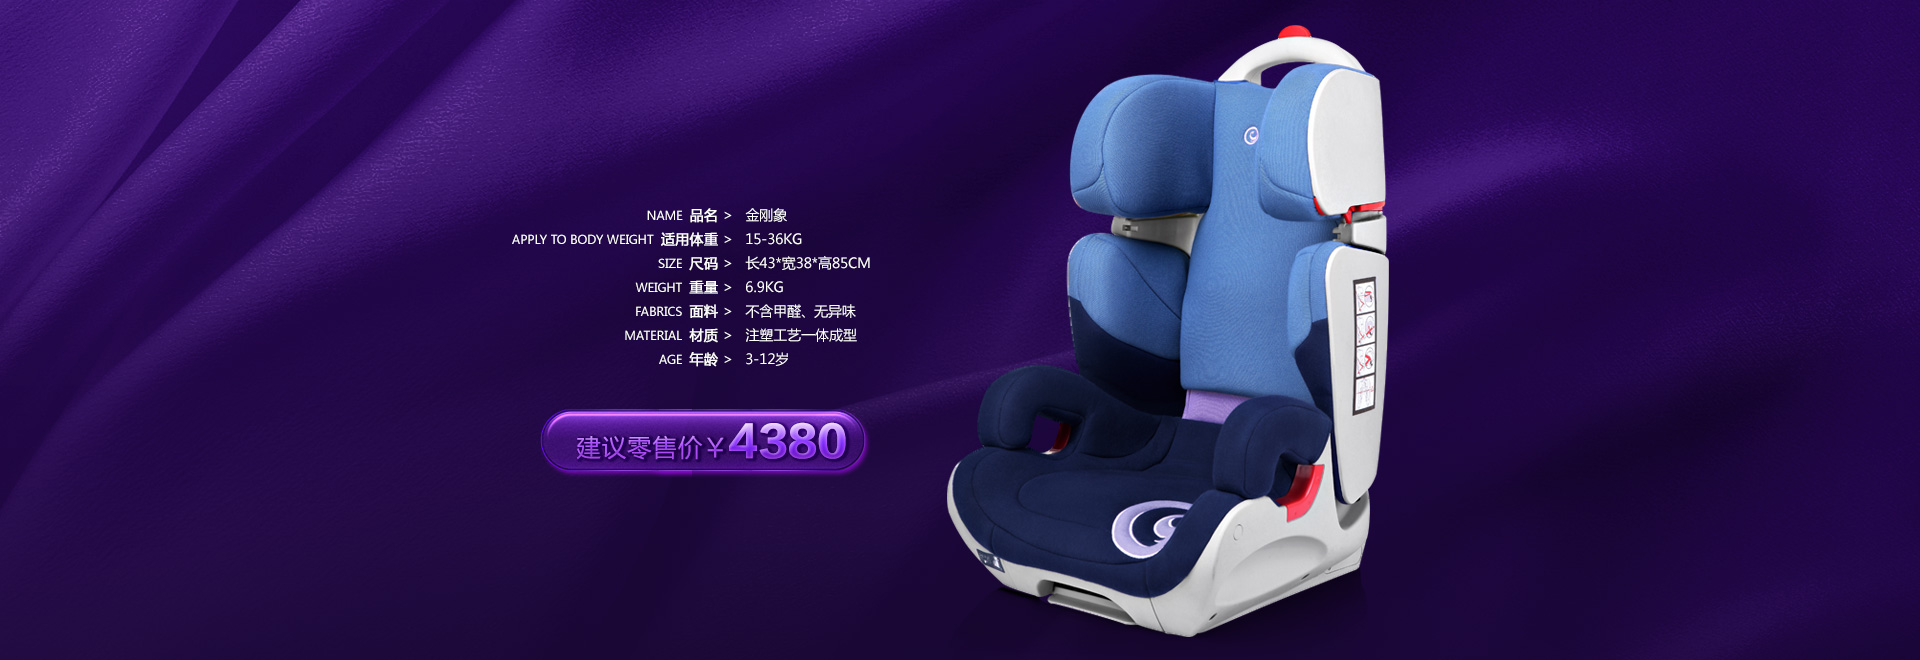 NAME 品名 > 金刚象
APPLY TO BODY WEIGHT 适用体重 > 15-36KG
SIZE 尺码 > 长43*宽38*高85CM
WEIGHT 重量 > 6.9KG
FABRICS 面料 > 不含甲醛、无异味
MATERIAL 材质 > 注塑工艺一体成型
AGE 年龄 > 3-12岁
建议零售价￥4380